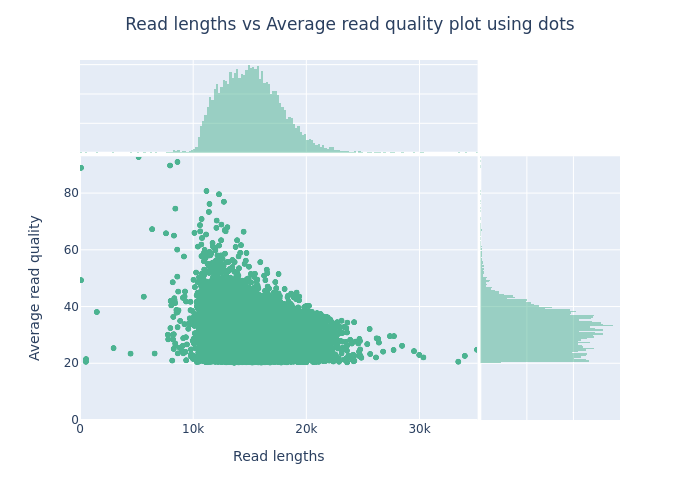 Read lengths vs Average read quality plot using dots
Average read quality
80
60
40
20
0
0
10k
20k
30k
Read lengths